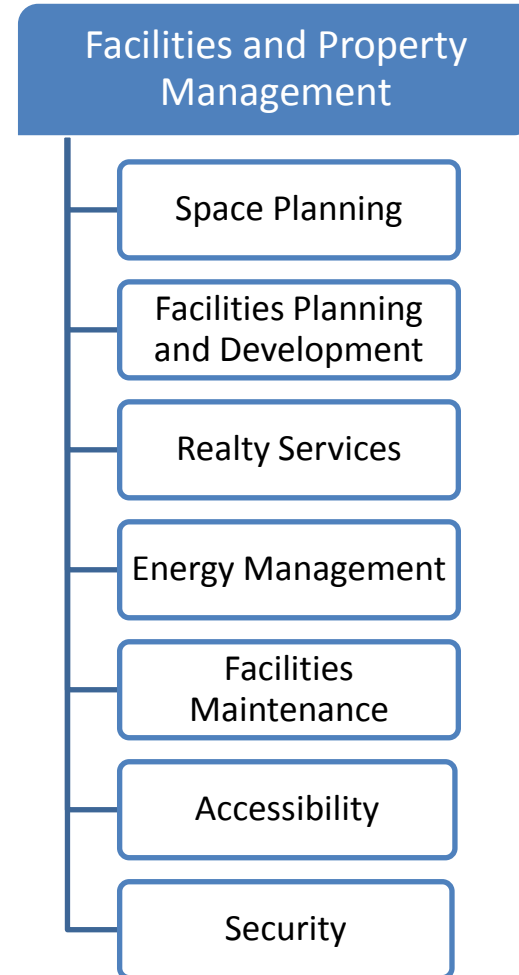 Facilities and Property
Management
Space Planning
Facilities Planning
and Development
Realty Services
Energy Management
Facilities
Maintenance
Accessibility
Security